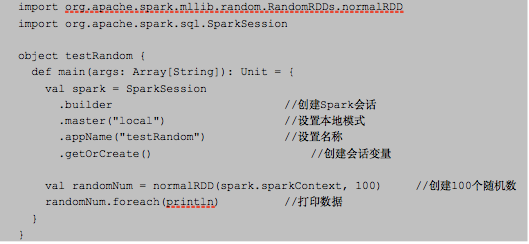 import org.apache.spark.mllib.random.RandomRDDs.normalRDD
import org.apache.spark.sql.SparkSession
object testRandom {
def main(args: Array[String]): Unit = {
val spark = SparkSession
.builder //创建Spark会话
.master("local") //设置本地模式
.appName("testRandom") //设置名称
.getOrCreate() //创建会话变量
val randomNum = normalRDD(spark.sparkContext, 100) //创建100个随机数
randomNum.foreach(println) //打印数据
}
}